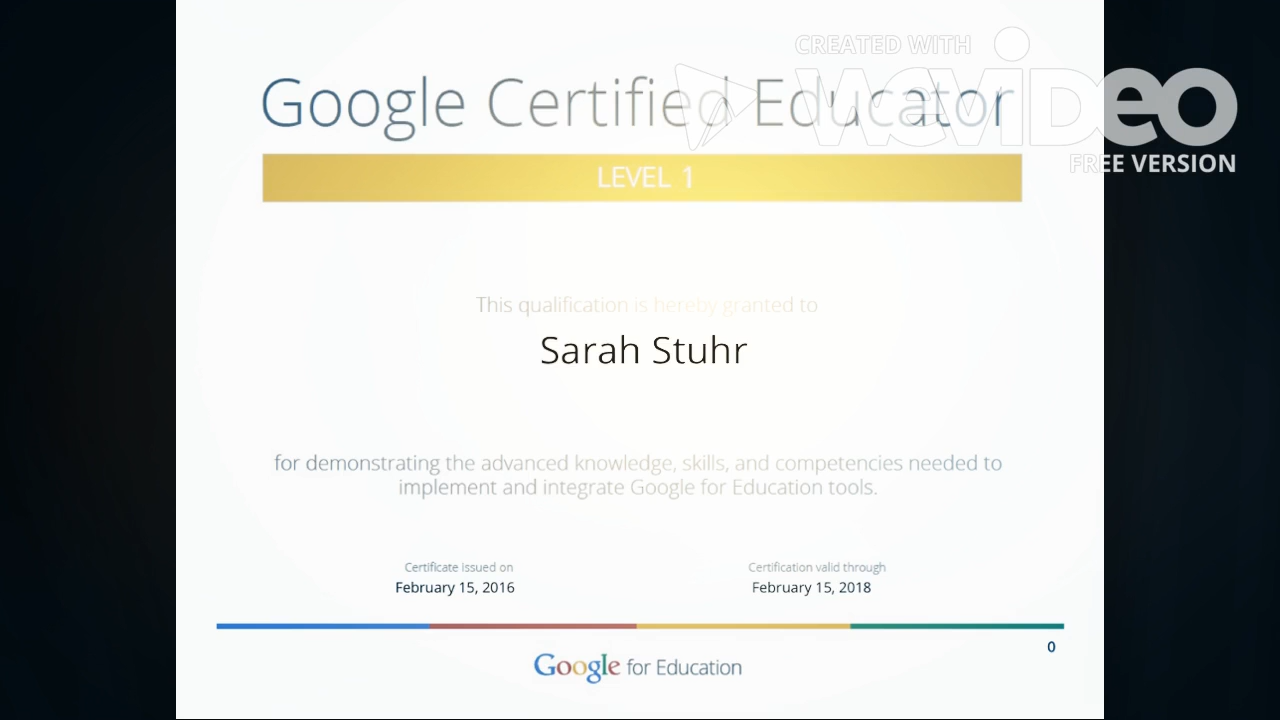 CREATED WITH
WeViDEO
FREE VERSION
Google Certified Educator
LEVEL 1
This qualification is hereby granted to
Sarah Stuhr
for demonstrating the advanced knowledge, skills, and competencies needed to
implement and integrate Google for Education tools.
Certificate issued on
February 15, 2016
Certification valid through
February 15, 2018
0
Google for Education